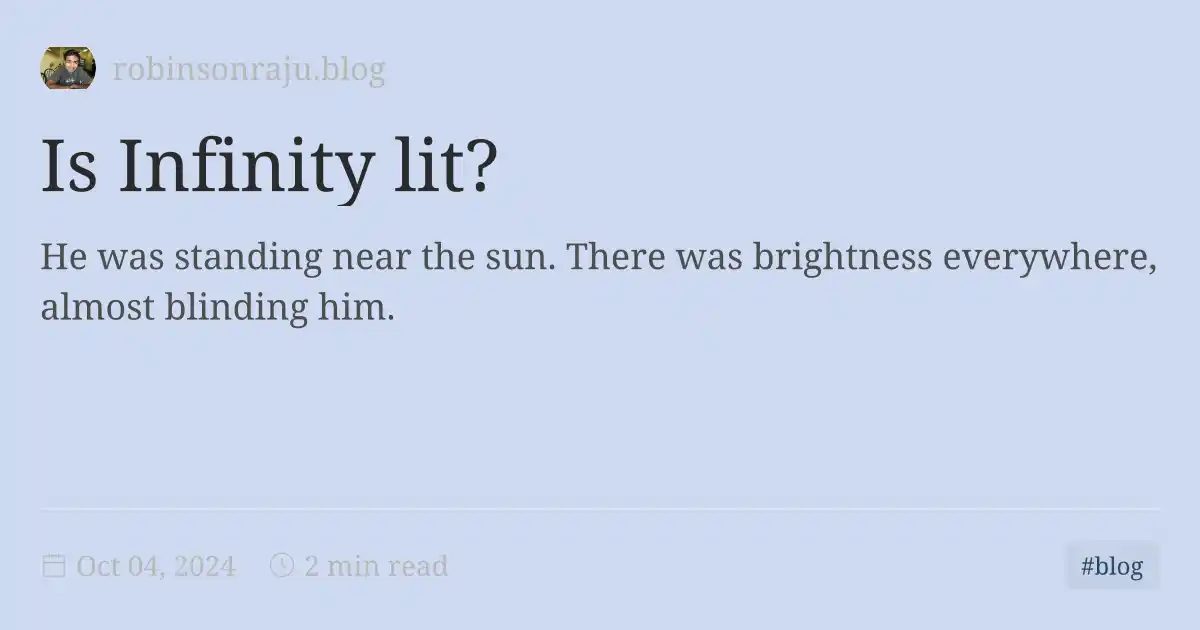 robinsonraju.blog
Is Infinity lit?
He was standing near the sun. There was brightness everywhere,
almost blinding him.
Oct 04, 2024 2 min read
#blog